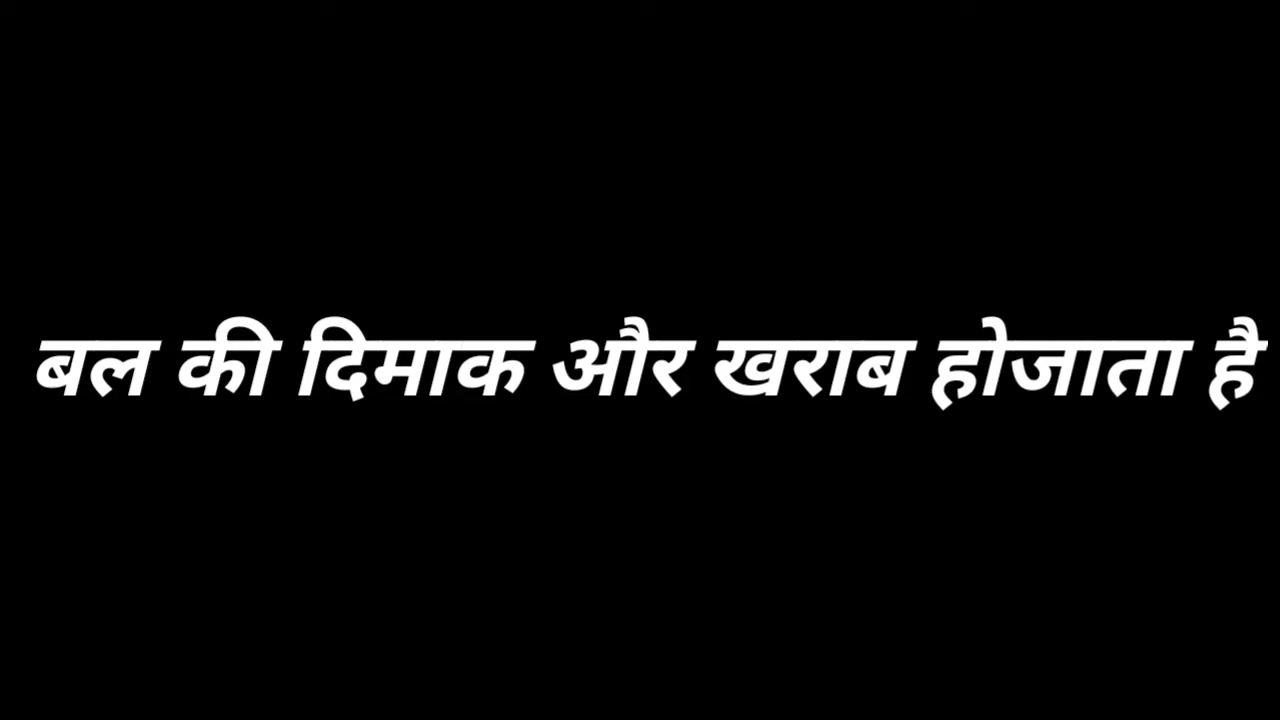 बल की दिमाक और खराब होजाता है